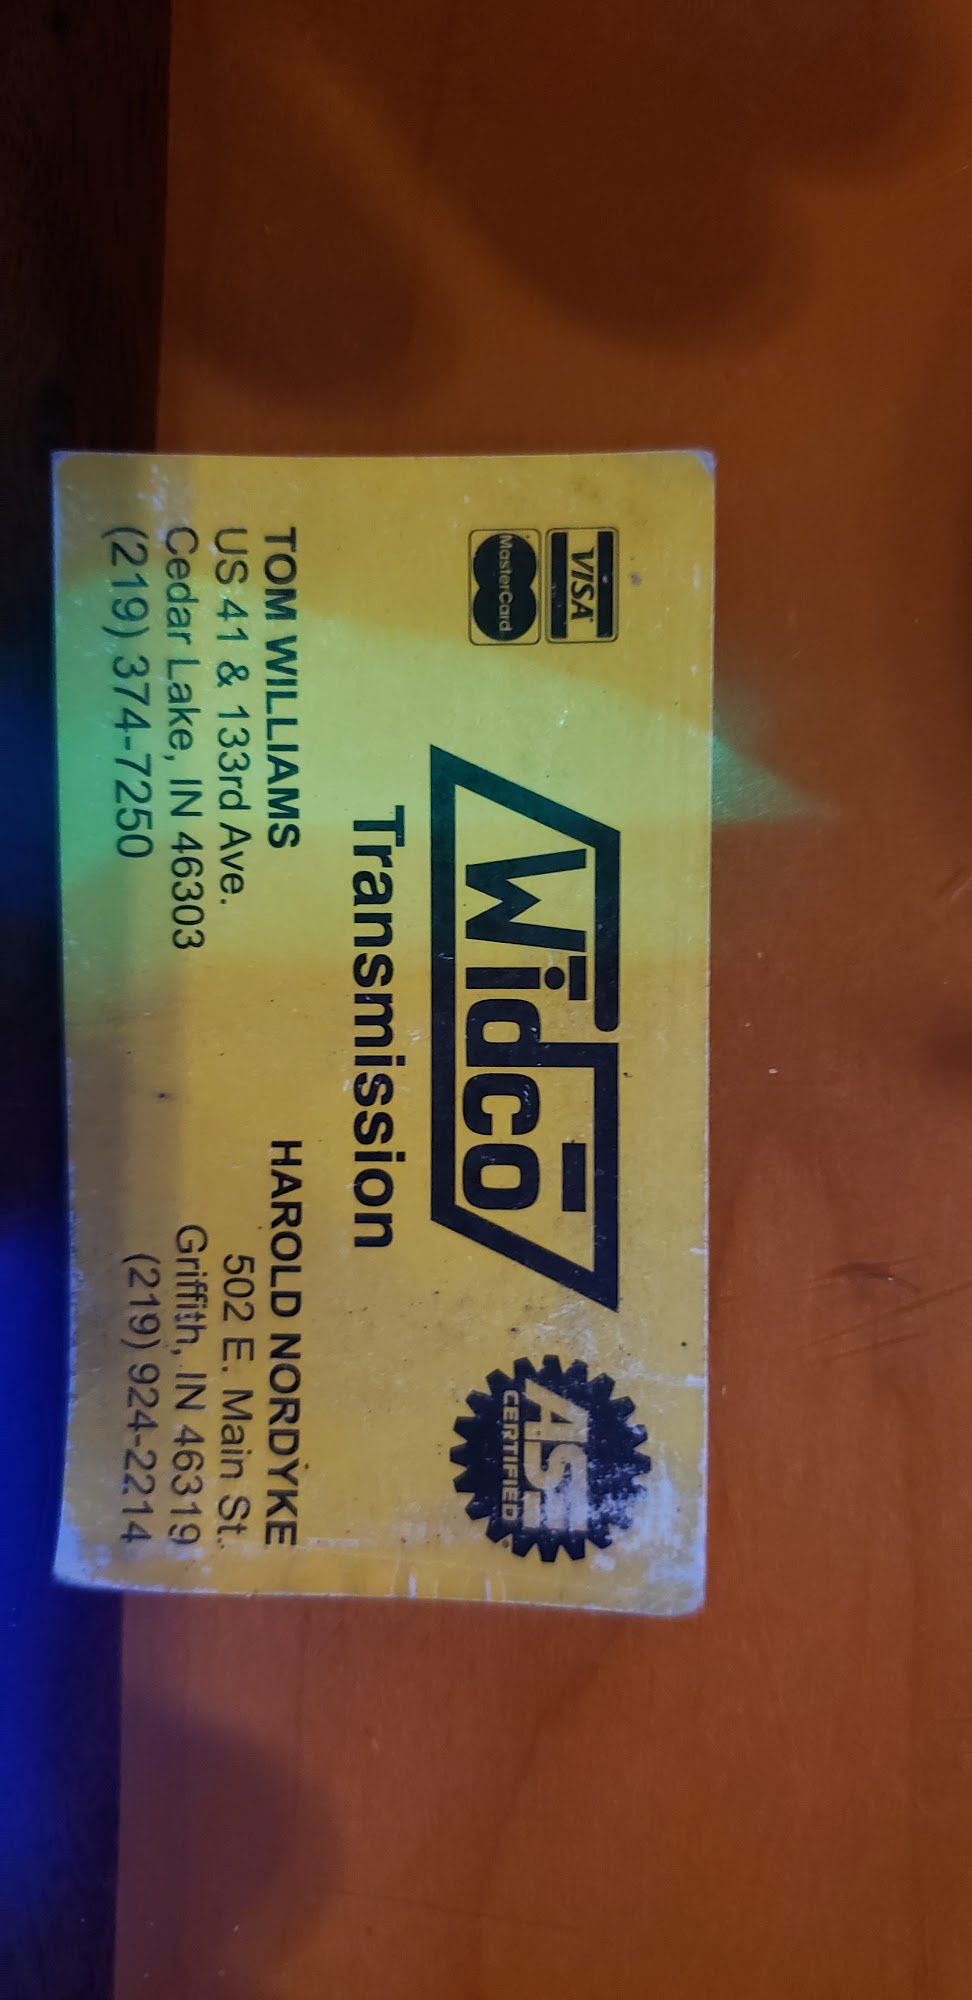 VISA
MasterCard
Widco
ASE
CERTIFIED
Transmission
TOM WILLIAMS
US 41 & 133rd Ave.
Cedar Lake, IN 46303
(219) 374-7250
HAROLD NORDYKE
502 E. Main St.
Griffith, IN 46319
(219) 924-2214